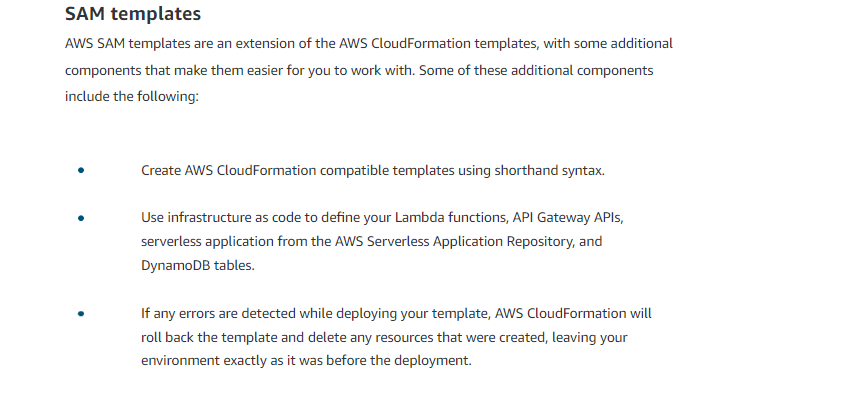 SAM templates
AWS SAM templates are an extension of the AWS CloudFormation templates, with some additional
components that make them easier for you to work with. Some of these additional components
include the following:
Create AWS CloudFormation compatible templates using shorthand syntax.
Use infrastructure as code to define your Lambda functions, API Gateway APIs,
serverless application from the AWS Serverless Application Repository, and
DynamoDB tables.
If any errors are detected while deploying your template, AWS CloudFormation will
roll back the template and delete any resources that were created, leaving your
environment exactly as it was before the deployment.